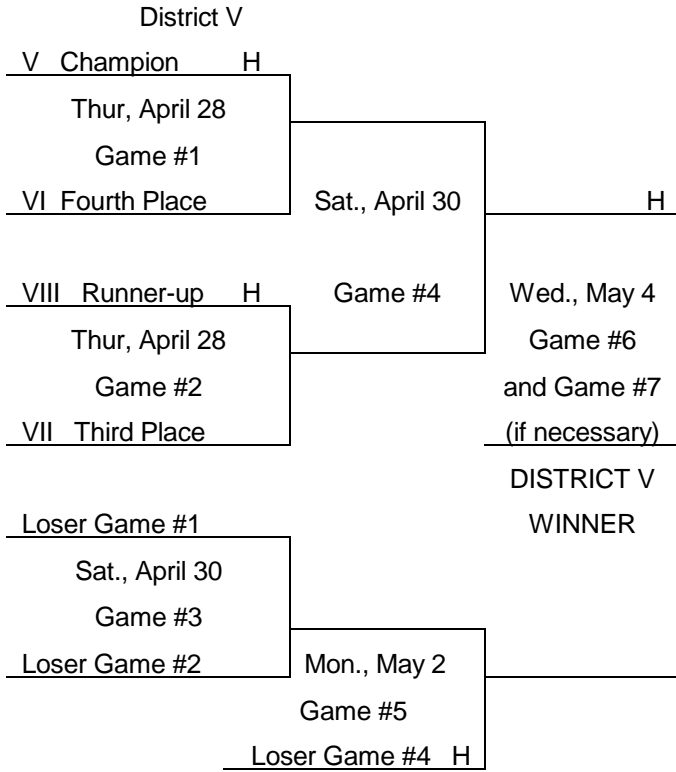 District V
V Champion H
Thur, April 28
Game #1
VI Fourth Place
Sat., April 30
H
VIII Runner-up H
Game #4
Wed., May 4
Thur, April 28
Game #6
Game #2
and Game #7
VII Third Place
(if necessary)
DISTRICT V
Loser Game #1
WINNER
Sat., April 30
Game #3
Loser Game #2
Mon., May 2
Game #5
Loser Game #4 H